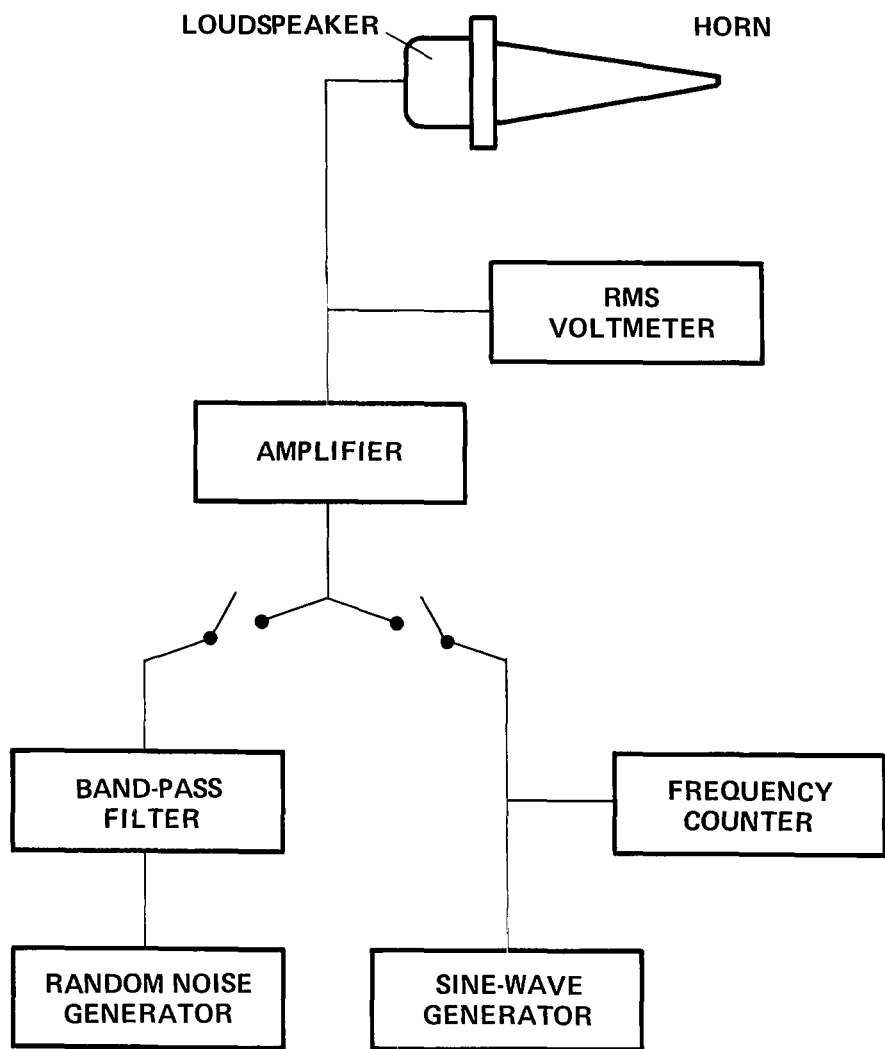 LOUDSPEAKER
HORN
RMS
VOLTMETER
AMPLIFIER
BAND-PASS
FILTER
FREQUENCY
COUNTER
RANDOM NOISE
GENERATOR
SINE-WAVE
GENERATOR